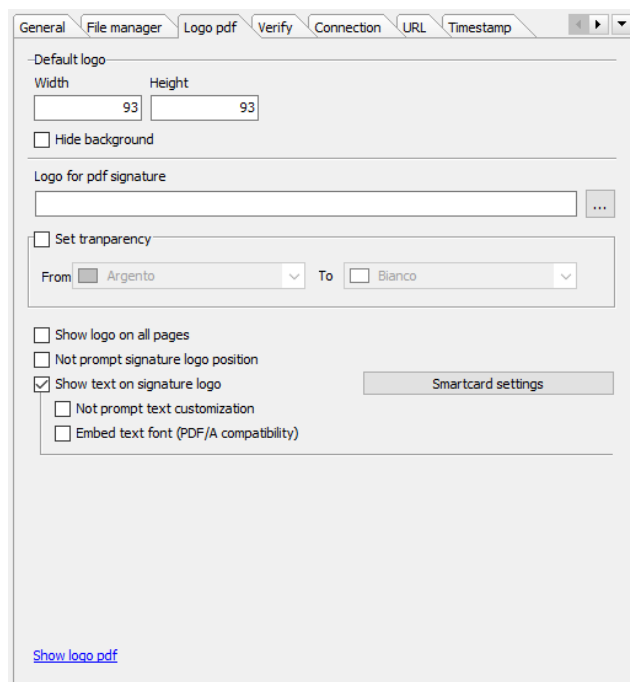 General File manager Logo pdf Verify Connection URL Timestamp
Default logo
Width Height
93 93
Hide background
Logo for pdf signature
...
Set tranparency
From Argento To Bianco
Show logo on all pages
Not prompt signature logo position
Show text on signature logo Smartcard settings
Not prompt text customization
Embed text font (PDF/A compatibility)
Show logo pdf